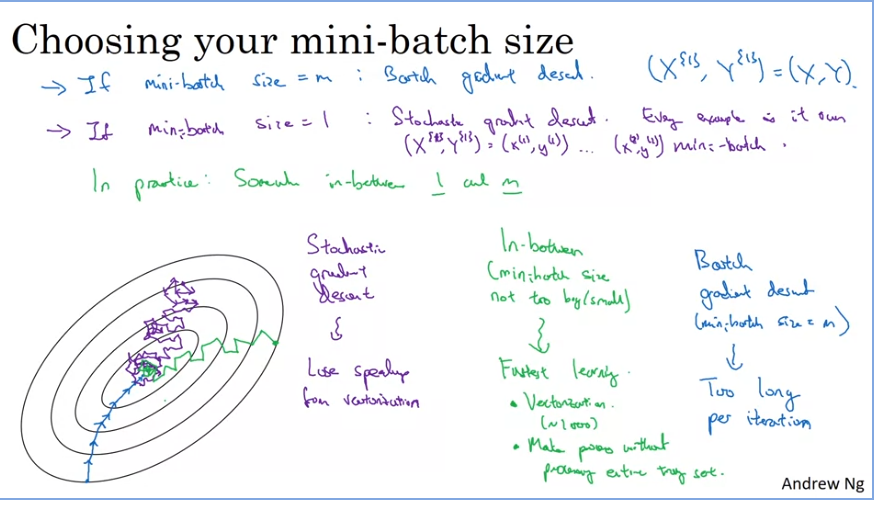 Choosing your mini-batch size
→ If mini-batch size = m : Batch gradient descent. (X^{1}, Y^{1}) = (X, Y).
→ If mini-batch size = 1 : Stochastic gradient descent. Every example is it own
(X^{1}, Y^{1}) = (x^(1), y^(1)) ... mini-batch.
In practice: Somewhere in-between 1 and m
Stochastic
gradient
descent
Lose speedup
from vectorization
In-between
(mini-batch size
not too big/small)
Fastest learning.
• Vectorization.
(~1000)
• Make progress without
processing entire training set.
Batch
gradient descent
(mini-batch size = m)
Too long
per iteration
Andrew Ng